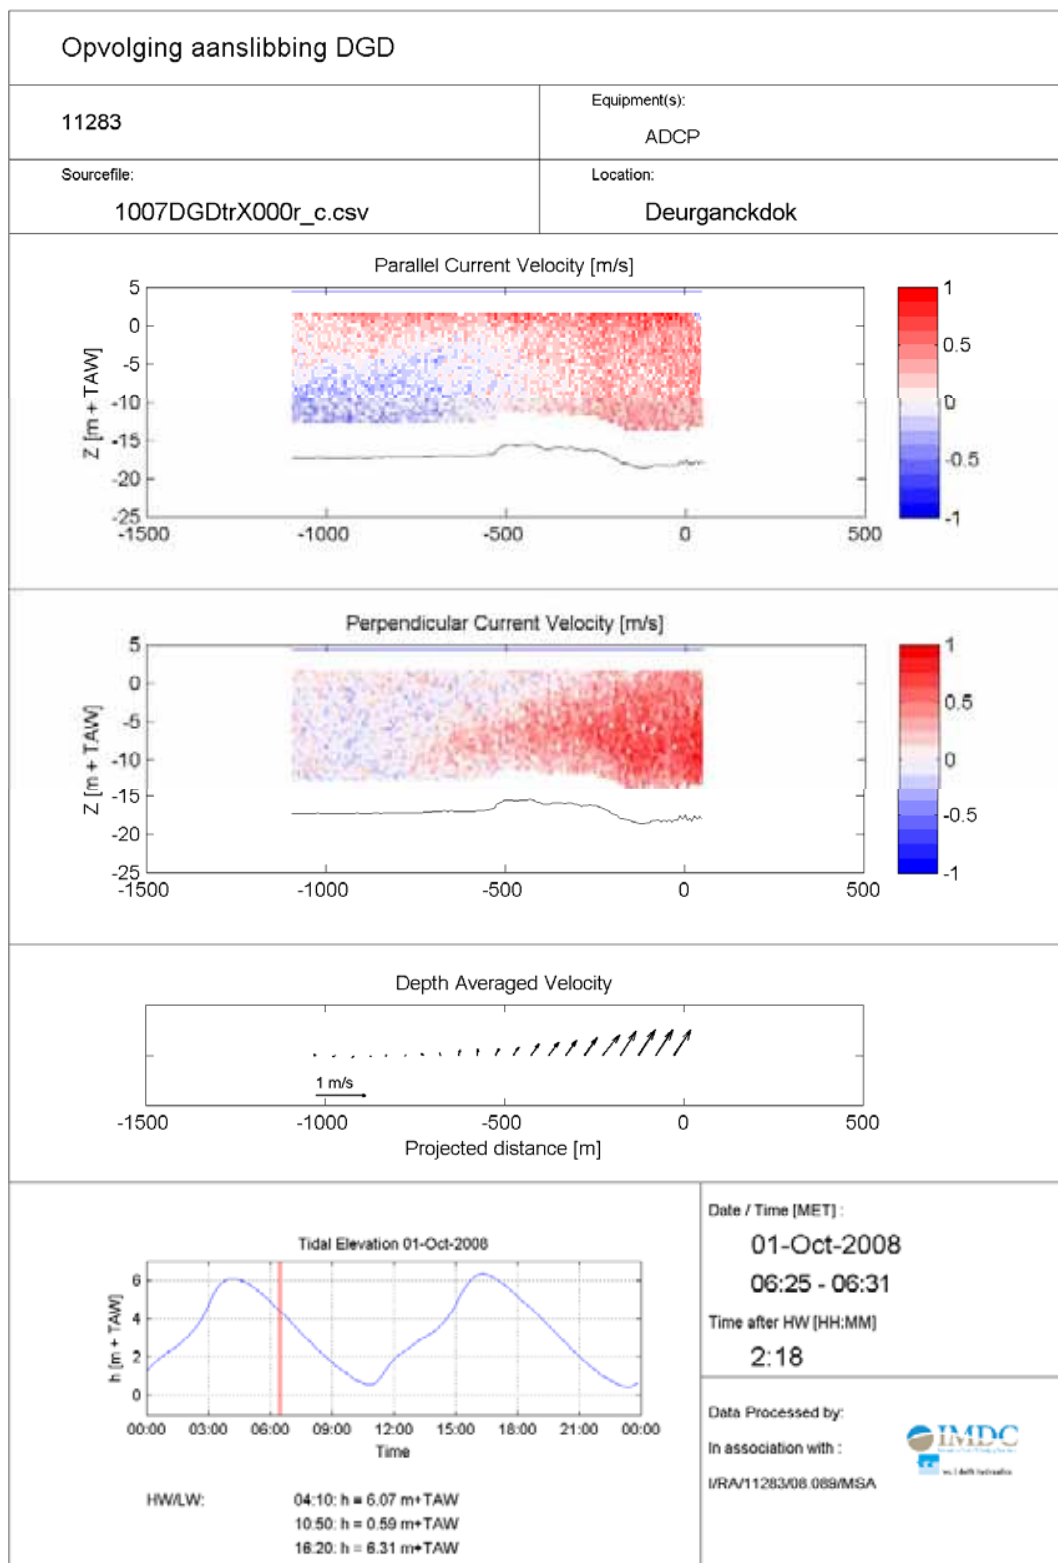 Opvolging aanslibbing DGD
11283
Equipment(s):
ADCP
Sourcefile:
1007DGDtrX000r_c.csv
Location:
Deurganckdok
Parallel Current Velocity [m/s]
5
0
-5
-10
-15
-20
-25
Z [m + TAW]
-1500
-1000
-500
0
500
1
0.5
0
-0.5
-1
Perpendicular Current Velocity [m/s]
5
0
-5
-10
-15
-20
-25
Z [m + TAW]
-1500
-1000
-500
0
500
1
0.5
0
-0.5
-1
Depth Averaged Velocity
1 m/s
-1500
-1000
-500
0
500
Projected distance [m]
Tidal Elevation 01-Oct-2008
6
4
2
0
h [m + TAW]
00:00
03:00
06:00
09:00
12:00
15:00
18:00
21:00
00:00
Time
HW/LW:
04:10: h = 6.07 m+TAW
10:50: h = 0.59 m+TAW
16:20: h = 6.31 m+TAW
Date / Time [MET] :
01-Oct-2008
06:25 - 06:31
Time after HW [HH:MM]
2:18
Data Processed by:
In association with :
I/RA/11283/08.089/MSA
IMDC
wl | delft hydraulics